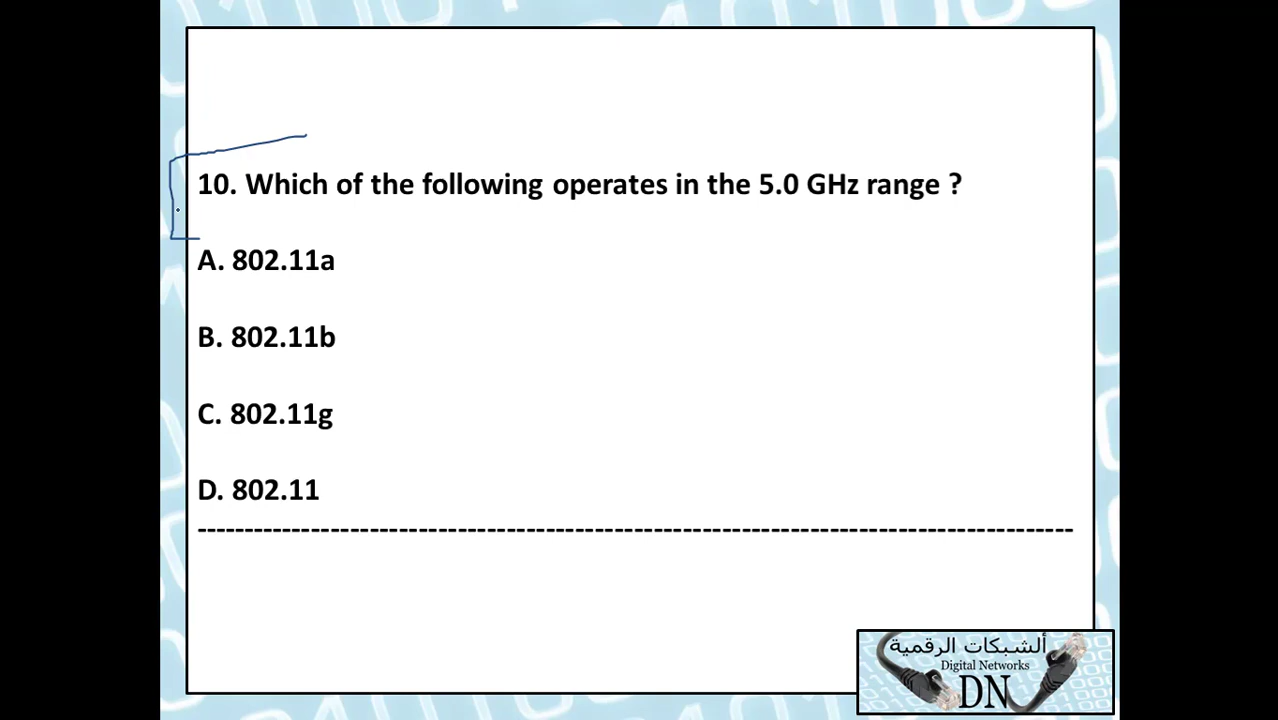 10. Which of the following operates in the 5.0 GHz range ?
A. 802.11a
B. 802.11b
C. 802.11g
D. 802.11
---------------------------------------------------------------------------------------------
ألشبكات الرقمية
Digital Networks
DN